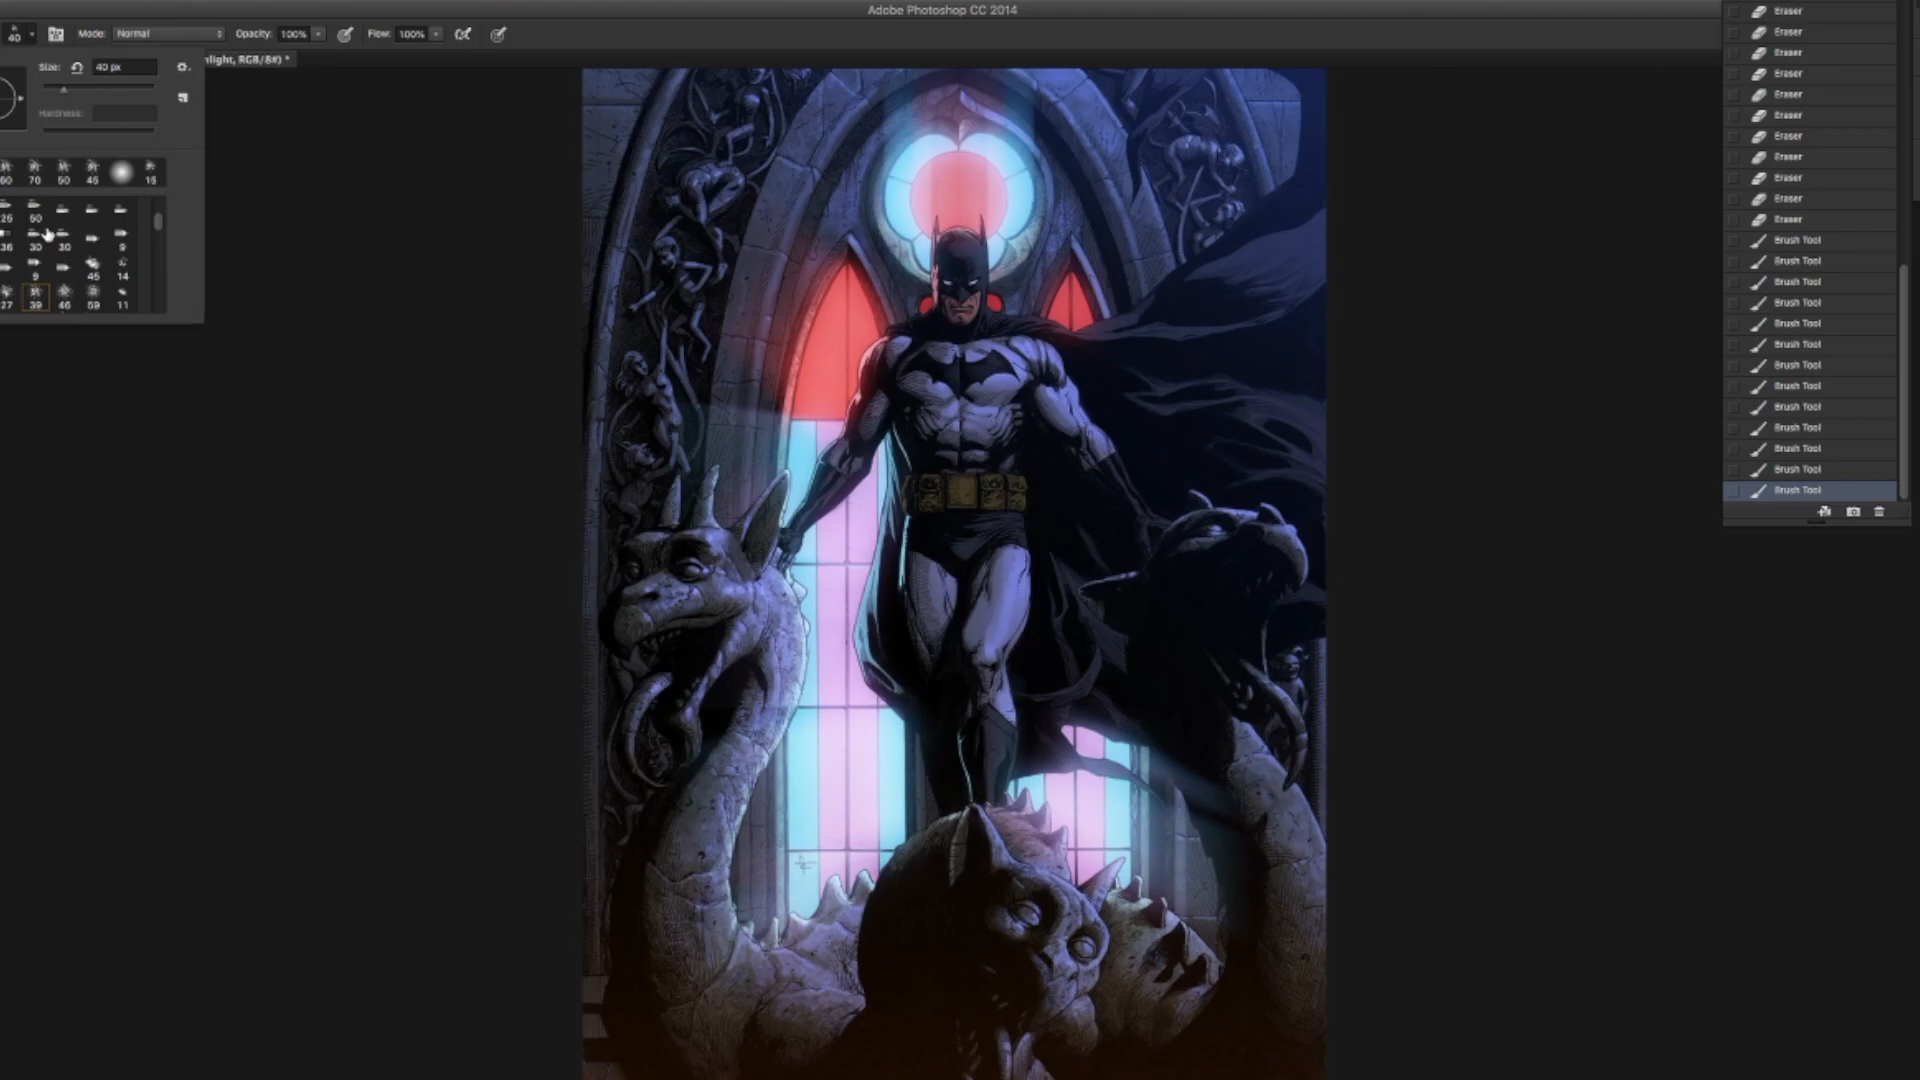 Adobe Photoshop CC 2014
40 Mode: Normal Opacity: 100% Flow: 100%
Size: 40 px
nlight, RGB/8#) *
Hardness:
60 70 50 45 16
26 50
36 30 30 9
9 45 14
27 39 46 59 11
Eraser
Eraser
Eraser
Eraser
Eraser
Eraser
Eraser
Eraser
Eraser
Eraser
Eraser
Brush Tool
Brush Tool
Brush Tool
Brush Tool
Brush Tool
Brush Tool
Brush Tool
Brush Tool
Brush Tool
Brush Tool
Brush Tool
Brush Tool
Brush Tool